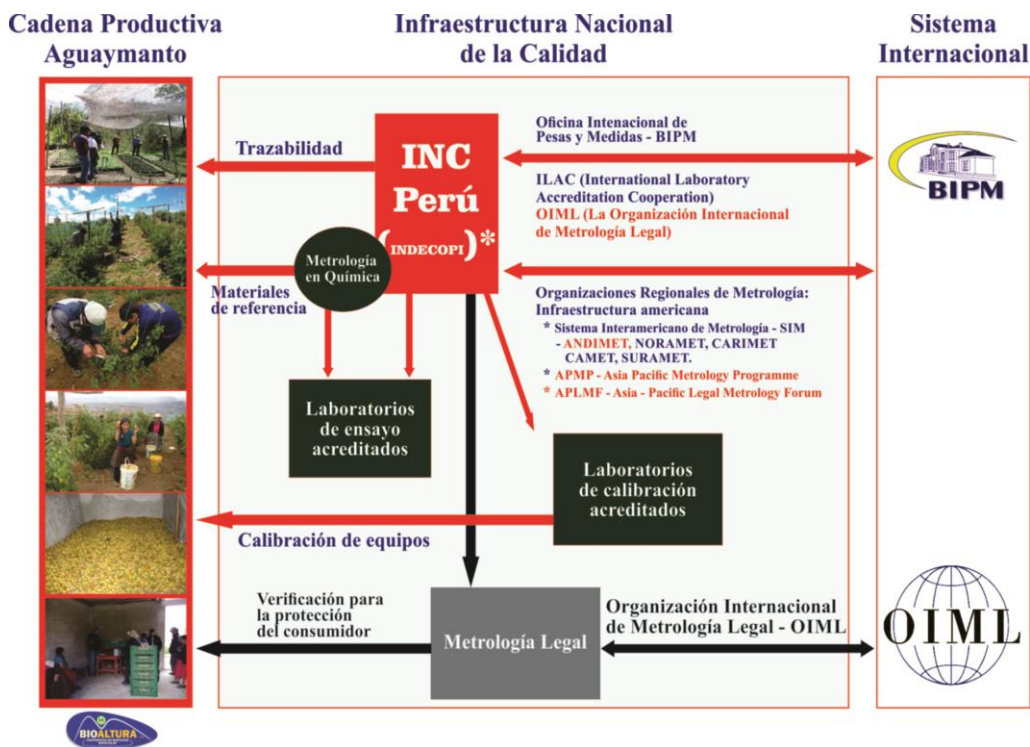 Cadena Productiva
Aguaymanto
Infraestructura Nacional
de la Calidad
Sistema
Internacional
Trazabilidad
INC
Perú
(INDECOPI)*
Metrología
en Química
Materiales
de referencia
Oficina Intenacional de
Pesas y Medidas - BIPM
ILAC (International Laboratory
Accreditation Cooperation)
OIML (La Organización Internacional
de Metrología Legal)
BIPM
Organizaciones Regionales de Metrología:
Infraestructura americana
* Sistema Interamericano de Metrología - SIM
- ANDIMET, NORAMET, CARIMET
CAMET, SURAMET.
* APMP - Asia Pacific Metrology Programme
* APLMF - Asia - Pacific Legal Metrology Forum
Laboratorios
de ensayo
acreditados
Laboratorios
de calibración
acreditados
Calibración de equipos
Verificación para
la protección
del consumidor
Metrología Legal
Organización Internacional
de Metrología Legal - OIML
OIML
BIOALTURA